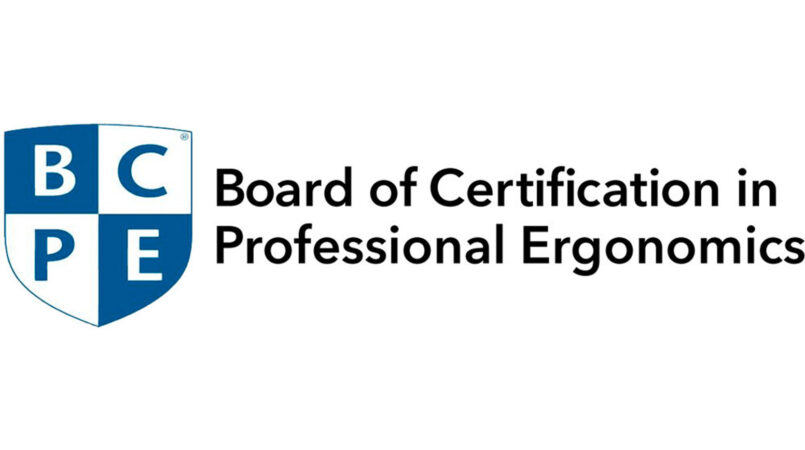 B C ®
P E
Board of Certification in
Professional Ergonomics